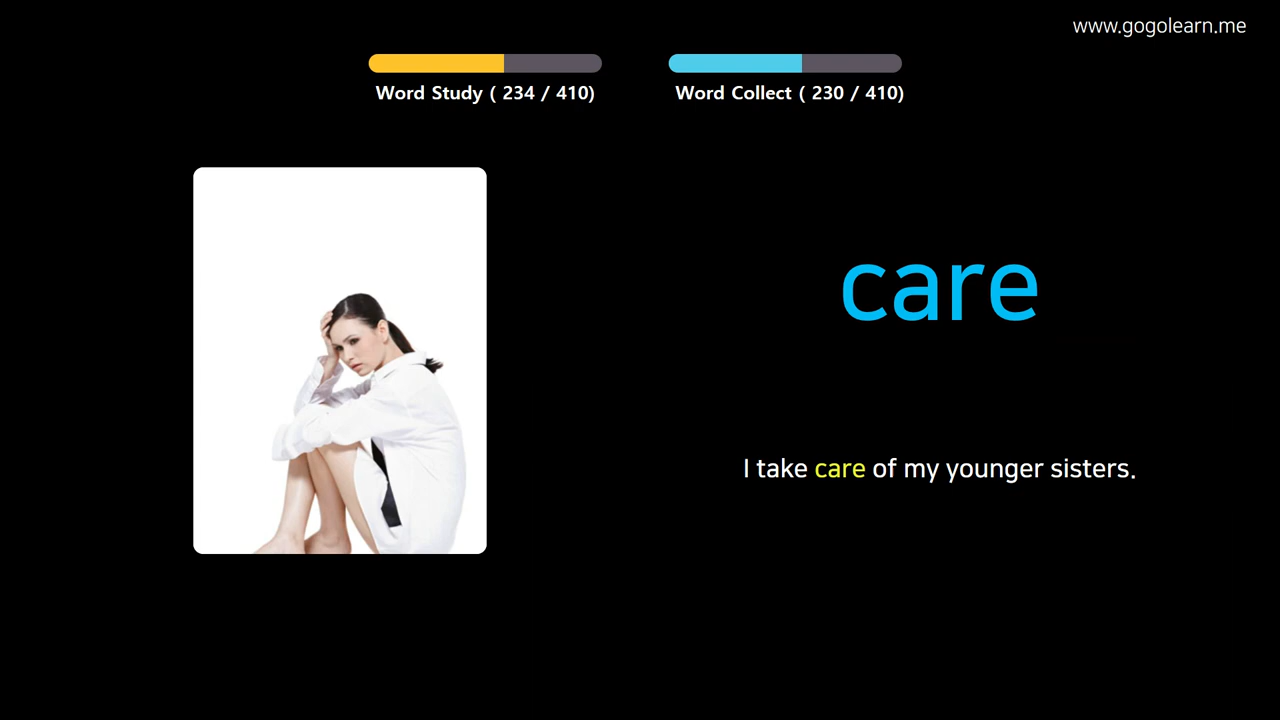 www.gogolearn.me
Word Study ( 234 / 410)
Word Collect ( 230 / 410)
care
I take care of my younger sisters.